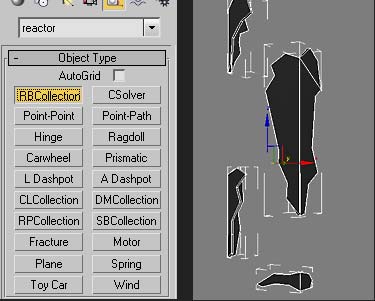 reactor
- Object Type
AutoGrid
RBCollection CSolver
Point-Point Point-Path
Hinge Ragdoll
Carwheel Prismatic
L Dashpot A Dashpot
CLCollection DMCollection
RPCollection SBCollection
Fracture Motor
Plane Spring
Toy Car Wind